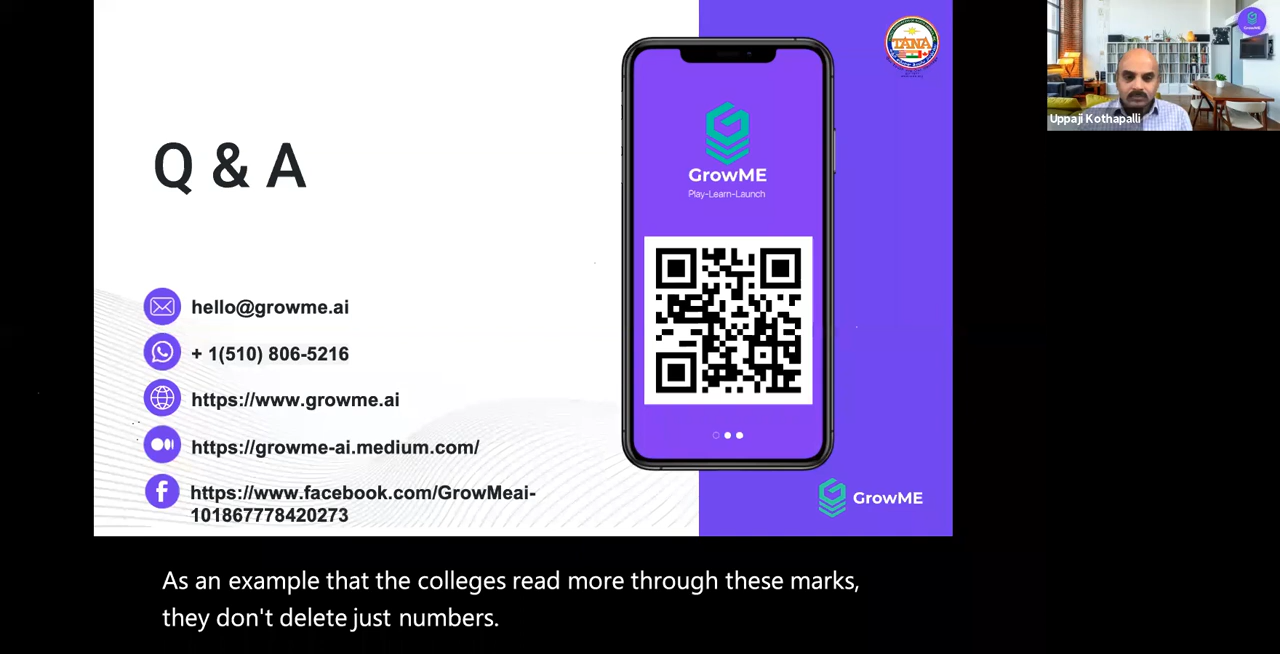 Q & A
hello@growme.ai
+ 1(510) 806-5216
https://www.growme.ai
https://growme-ai.medium.com/
https://www.facebook.com/GrowMeai-
101867778420273
GrowME
Play-Learn-Launch
TANA
GrowME
Uppaji Kothapalli
As an example that the colleges read more through these marks,
they don't delete just numbers.